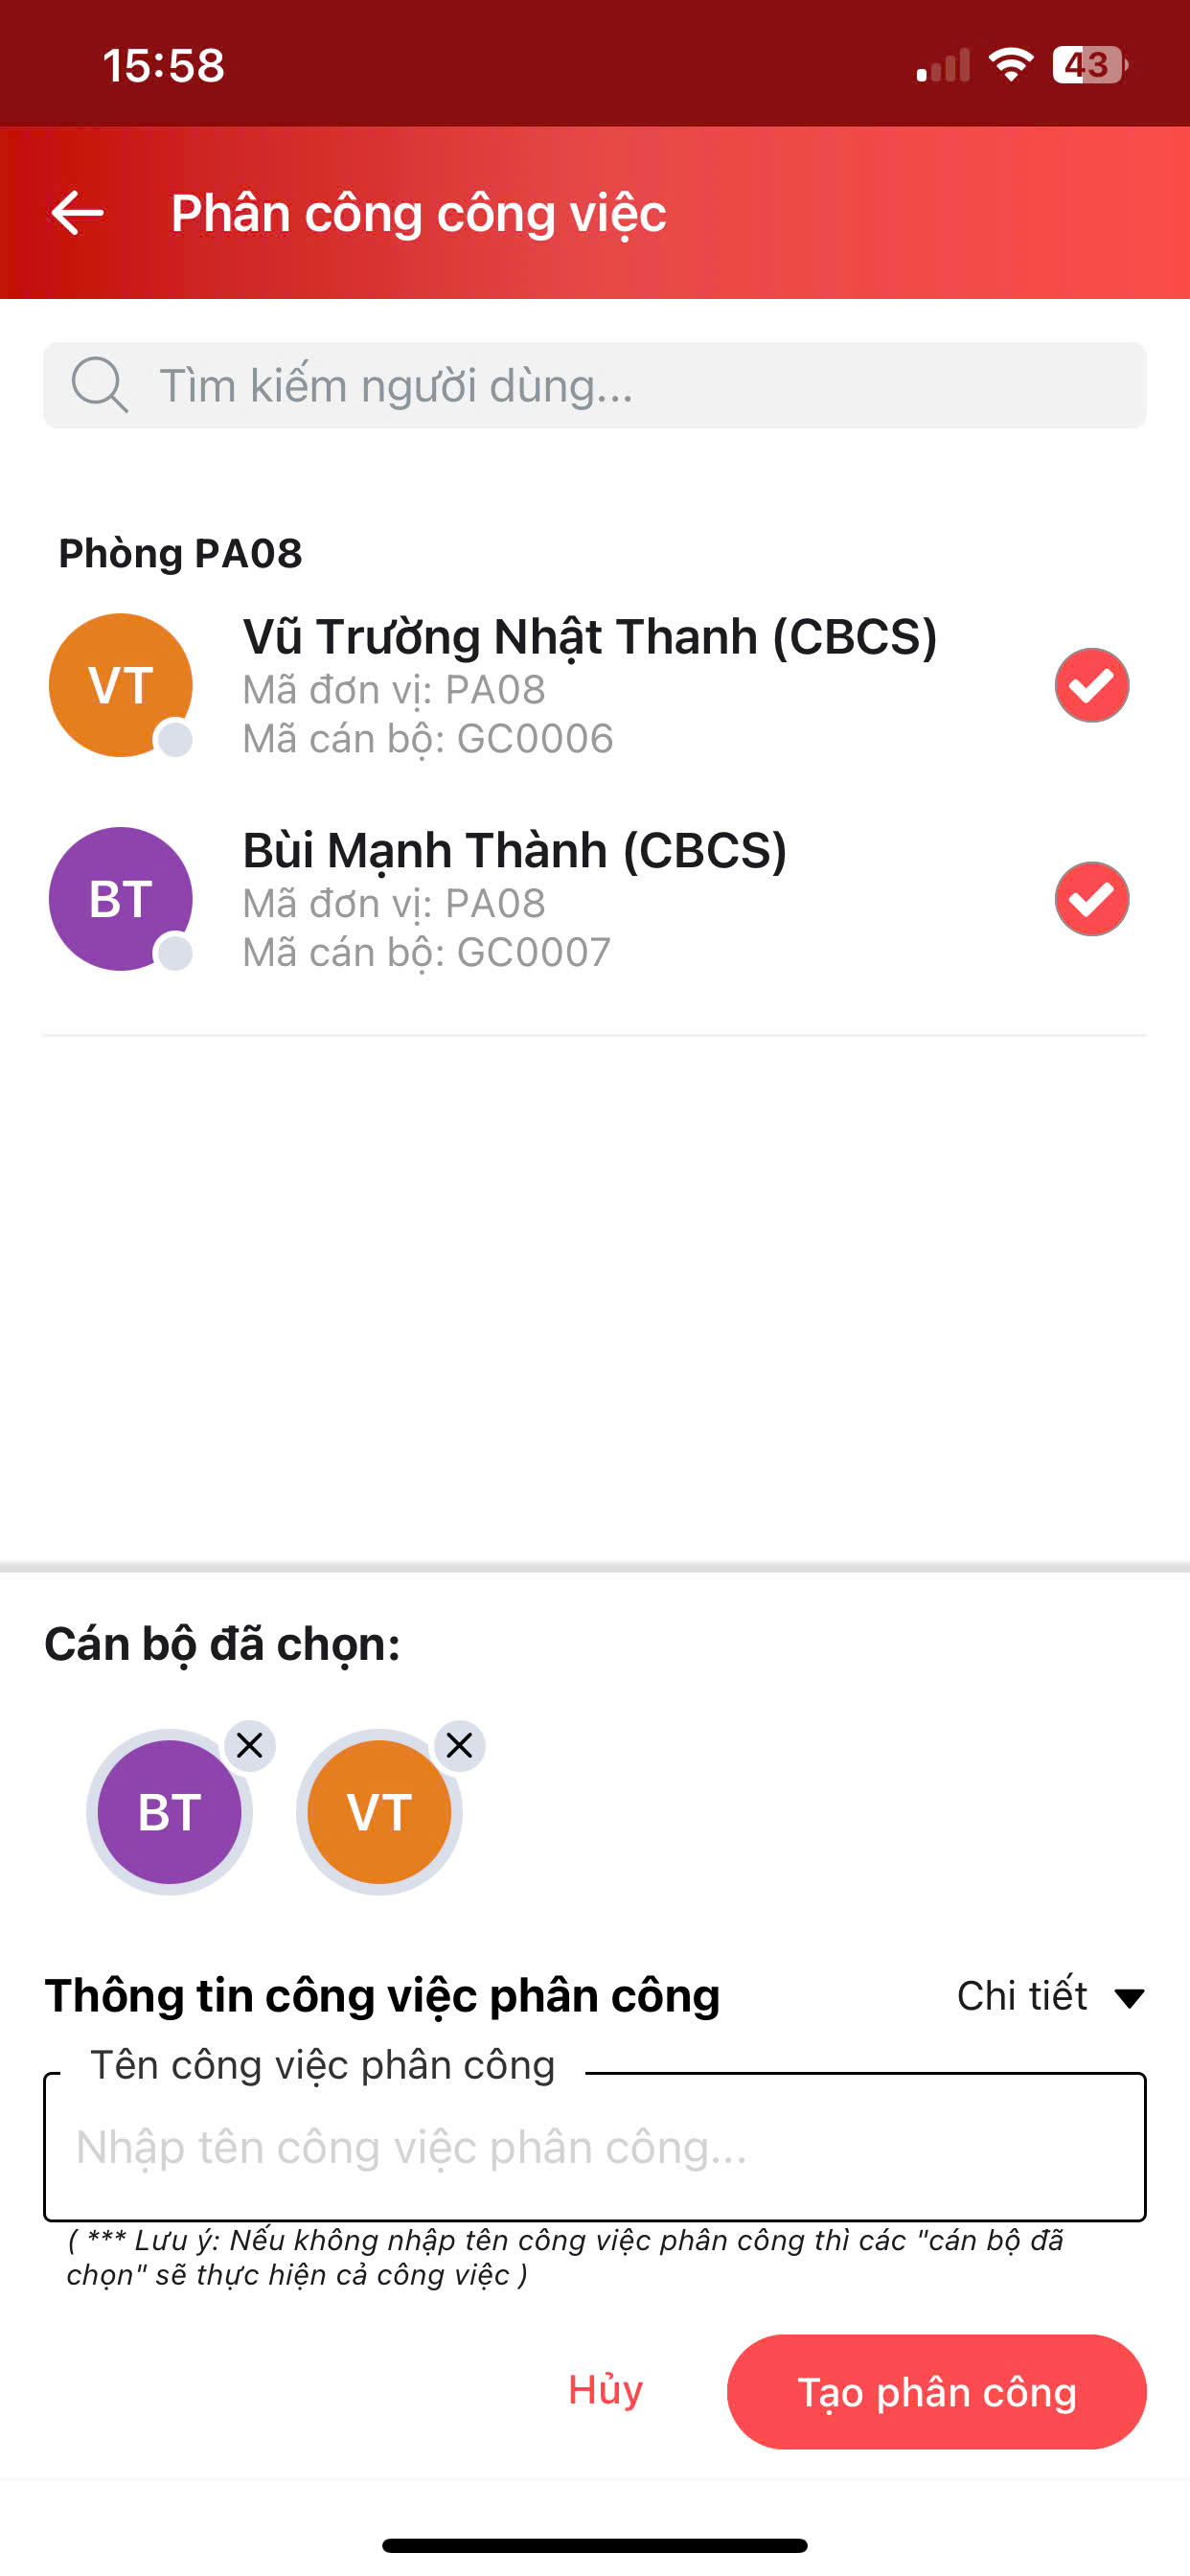 15:58
43
Phân công công việc
Tìm kiếm người dùng...
Phòng PA08
VT
Vũ Trường Nhật Thanh (CBCS)
Mã đơn vị: PA08
Mã cán bộ: GC0006
BT
Bùi Mạnh Thành (CBCS)
Mã đơn vị: PA08
Mã cán bộ: GC0007
Cán bộ đã chọn:
BT VT
Thông tin công việc phân công Chi tiết
Tên công việc phân công
Nhập tên công việc phân công...
( *** Lưu ý: Nếu không nhập tên công việc phân công thì các "cán bộ đã
chọn" sẽ thực hiện cả công việc )
Hủy Tạo phân công